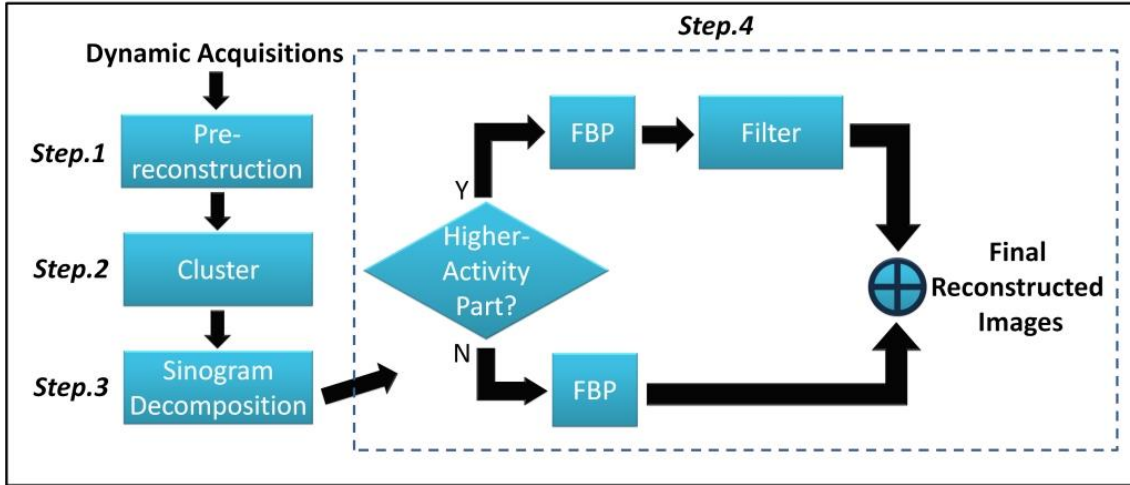 Step.4
Dynamic Acquisitions
Step.1
Pre-
reconstruction
Step.2
Cluster
Step.3
Sinogram
Decomposition
Y
FBP
Filter
Higher-
Activity
Part?
N
FBP
Final
Reconstructed
Images